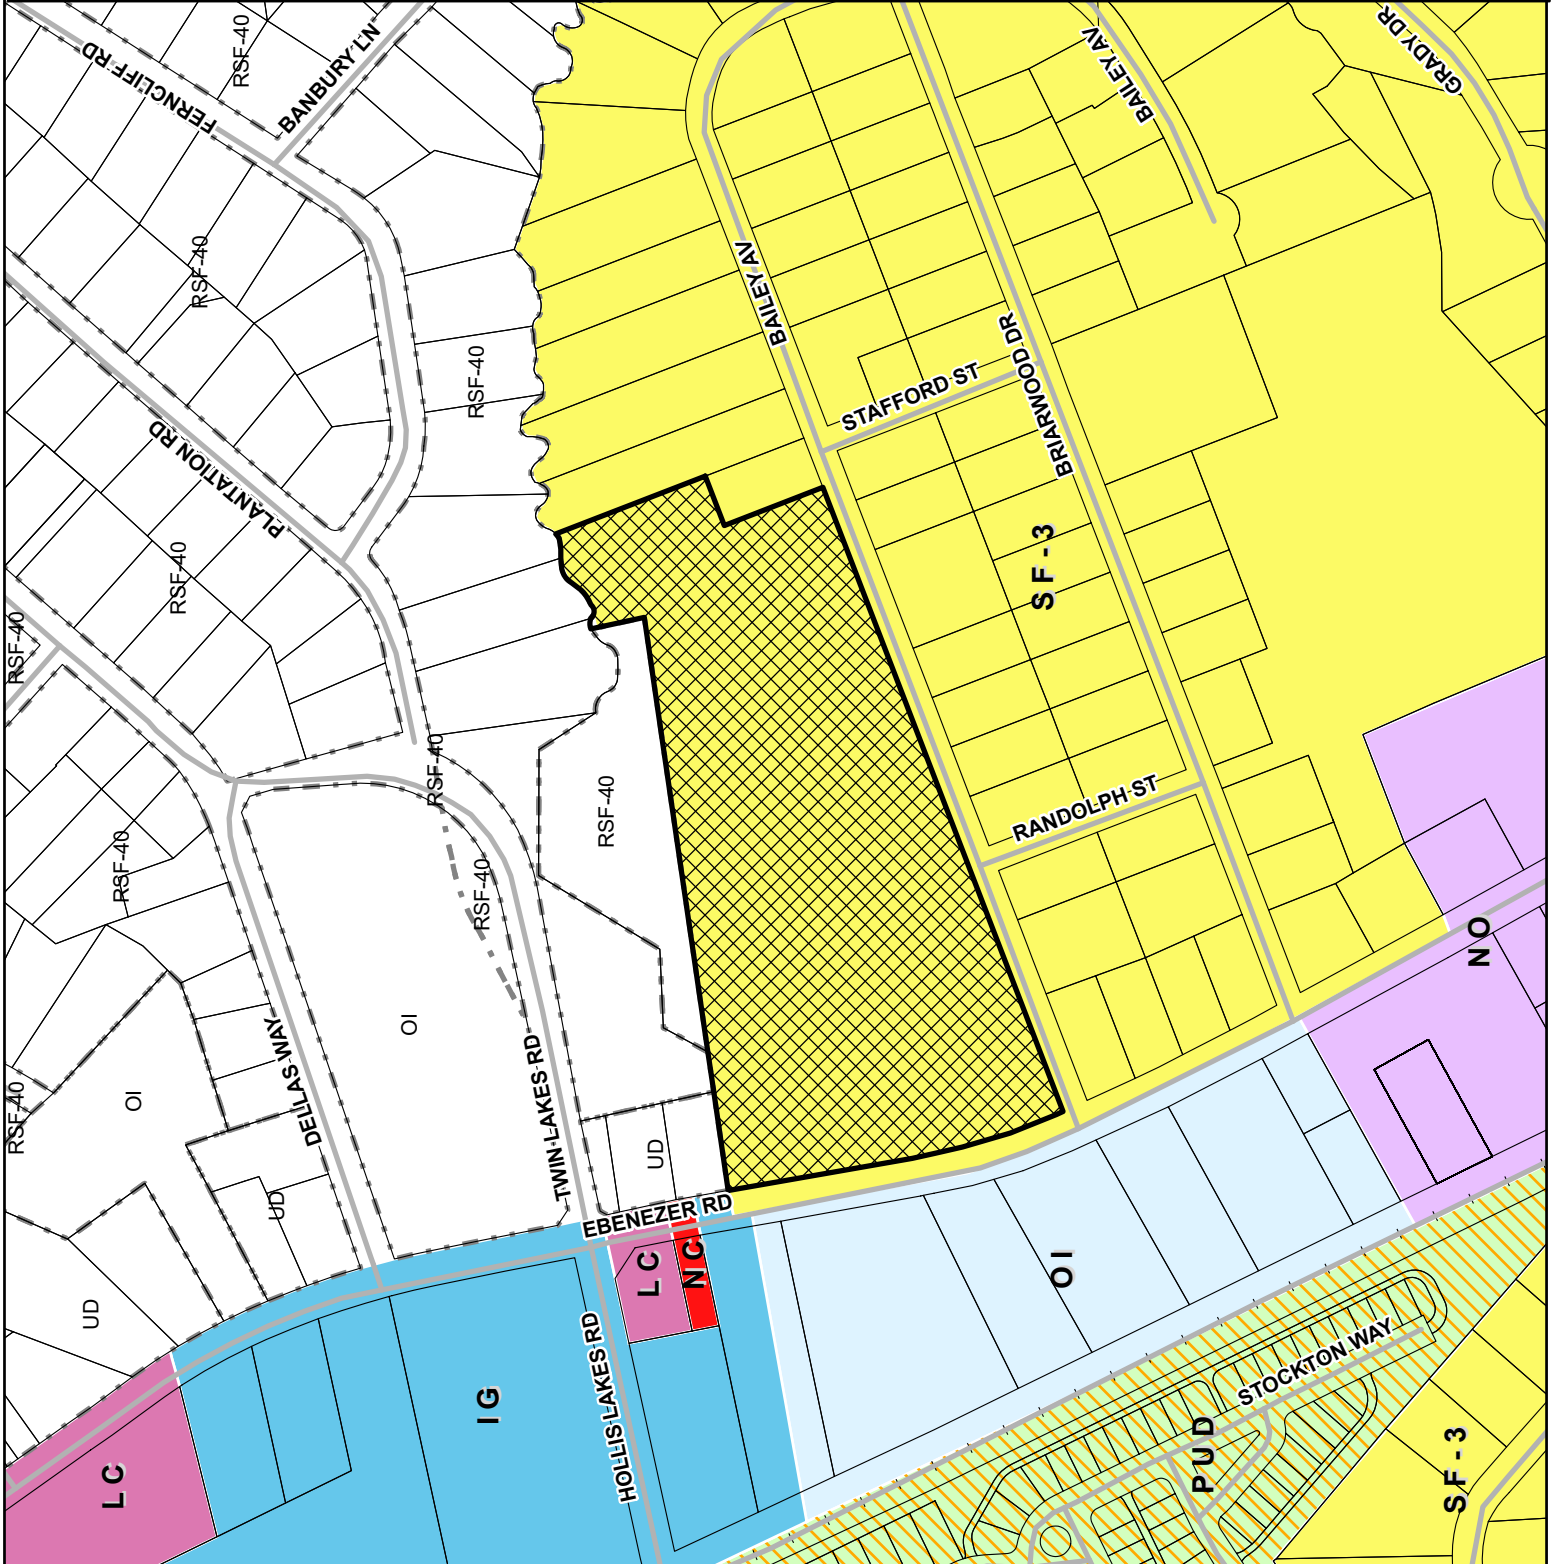 RSF-40
FERNCLIFF RD
BANBURY LN
BAILEY AV
GRADY DR
RSF-40
BAILEY AV
RSF-40
BRIARWOOD DR
STAFFORD ST
PLANTATION RD
RSF-40
SF-3
RSF-40
RSF-40
RSF-40
RANDOLPH ST
RSF-40
RSF-40
NO
OI
DELLAS WAY
OI
RSF-40
TWIN LAKES RD
UD
UD
EBENEZER RD
LC
NC
OI
UD
HOLLIS LAKES RD
STOCKTON WAY
IG
PUD
LC
SF-3